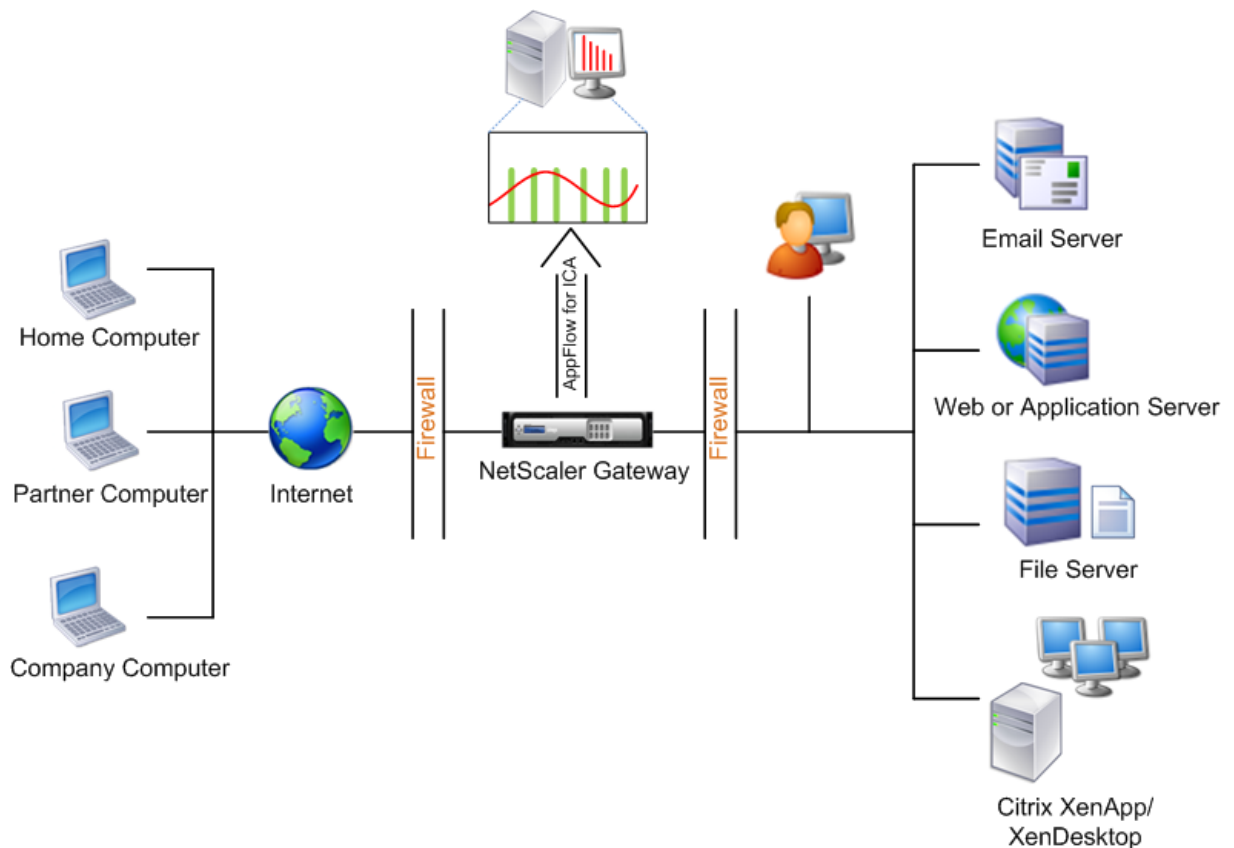 AppFlow for ICA
Home Computer
Partner Computer
Company Computer
Internet
Firewall
NetScaler Gateway
Firewall
Email Server
Web or Application Server
File Server
Citrix XenApp/
XenDesktop